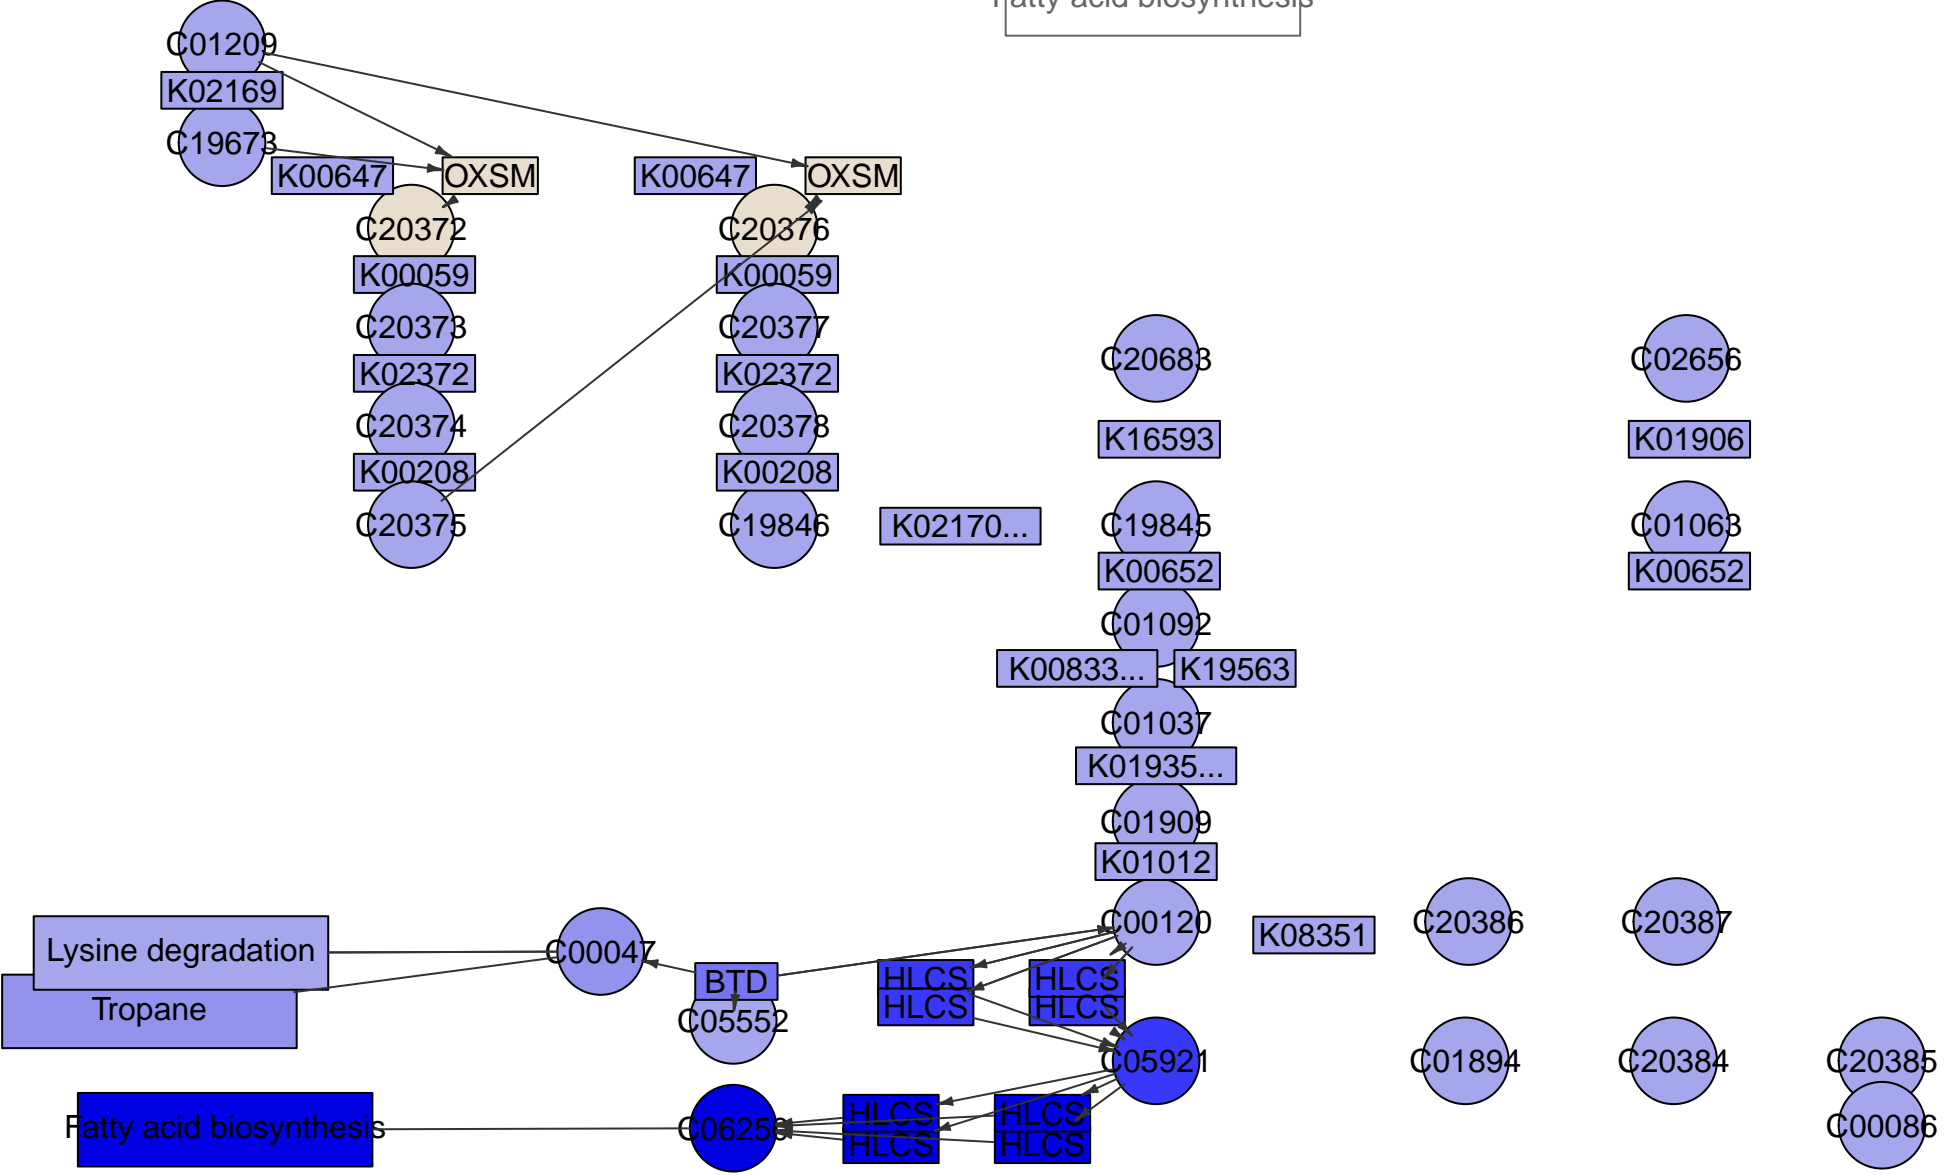 Fatty acid biosynthesis
C01209
K02169
C19673
K00647
OXSM
K00647
OXSM
C20372
C20376
K00059
K00059
C20373
C20377
C20683
C02656
K02372
K02372
C20374
C20378
K16593
K01906
K00208
K00208
C20375
C19846
K02170...
C19845
C01063
K00652
K00652
C01092
K00833...
K19563
C01037
K01935...
C01909
K01012
C00120
K08351
C20386
C20387
Lysine degradation
C00047
BTD
HLCS
HLCS
Tropane
HLCS
HLCS
C05552
C05921
C01894
C20384
C20385
Fatty acid biosynthesis
C06250
HLCS
HLCS
HLCS
HLCS
C00086